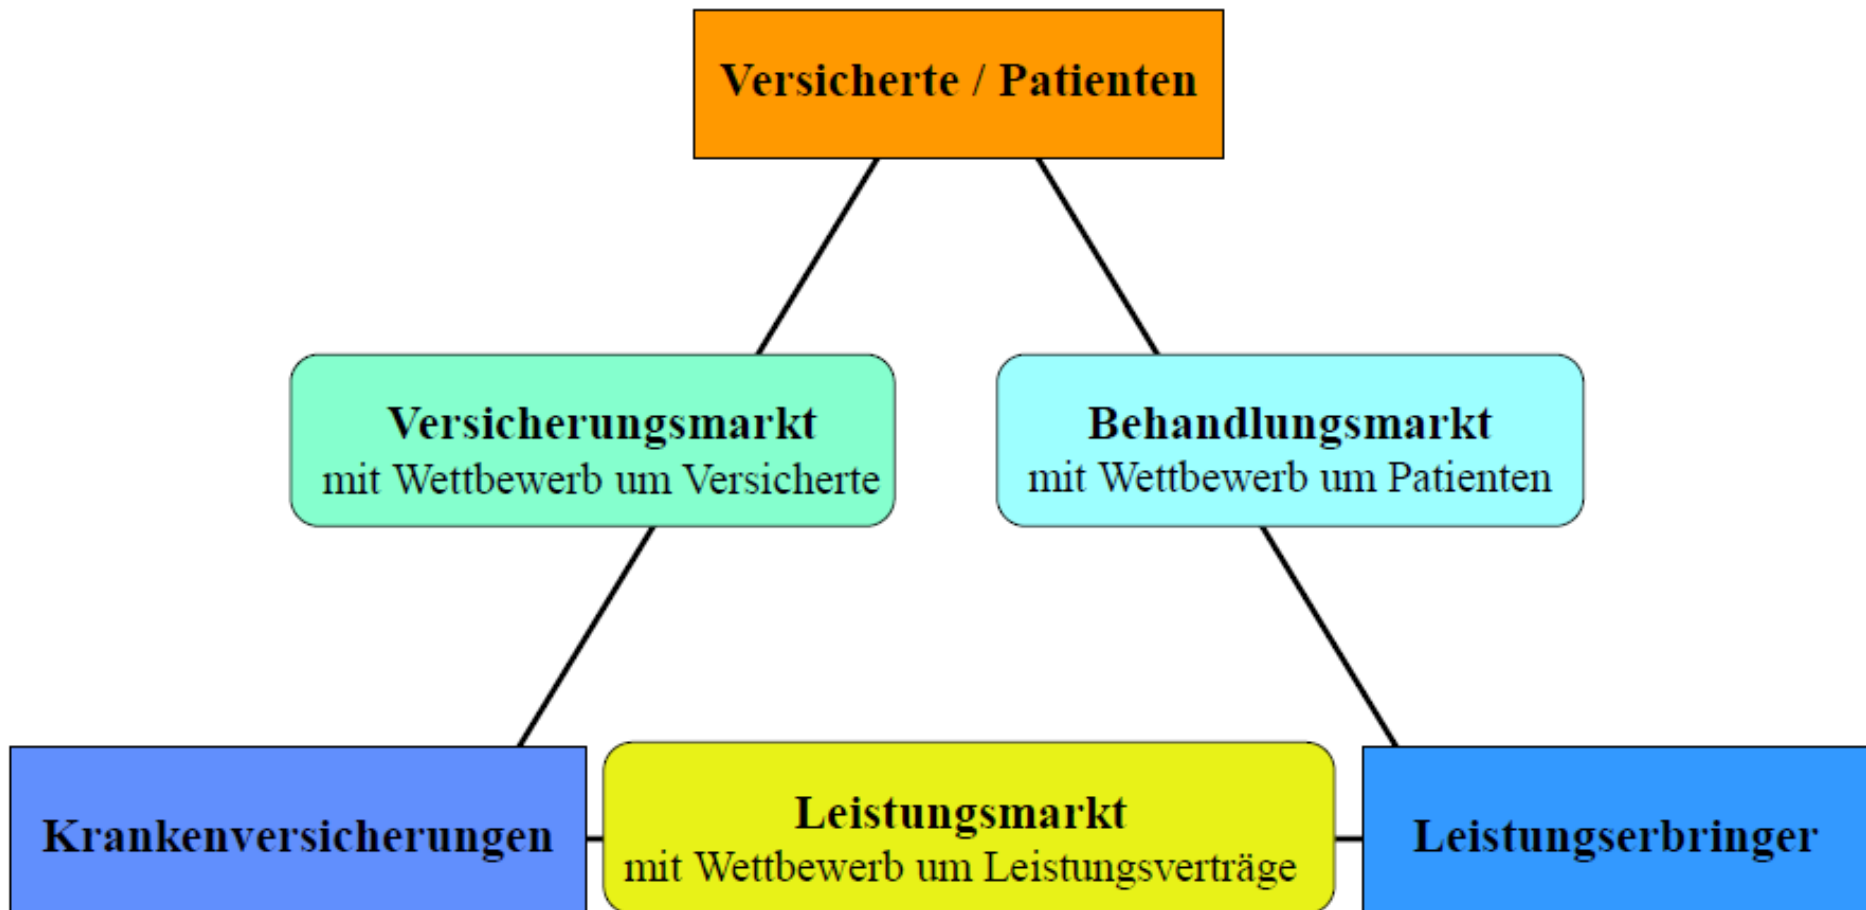 Versicherte / Patienten
Versicherungsmarkt
mit Wettbewerb um Versicherte
Behandlungsmarkt
mit Wettbewerb um Patienten
Krankenversicherungen
Leistungsmarkt
mit Wettbewerb um Leistungsverträge
Leistungserbringer